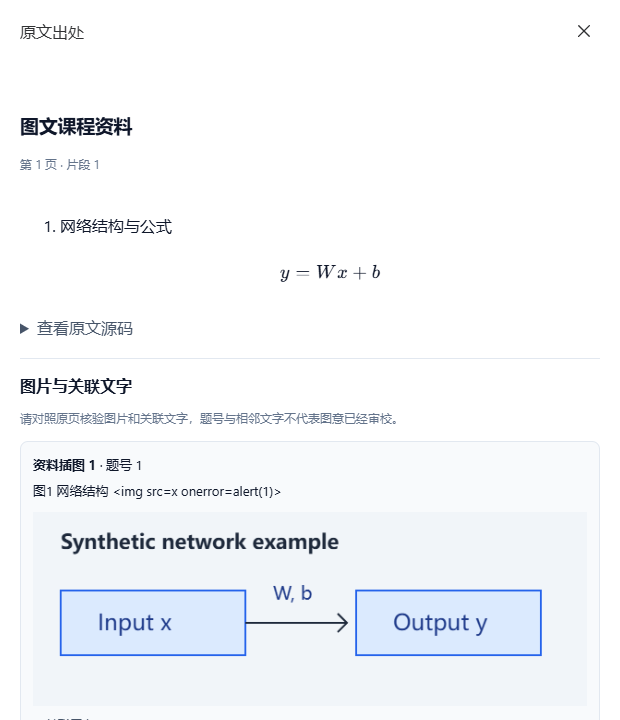 原文出处
图文课程资料
第 1 页 · 片段 1
1. 网络结构与公式
y = Wx + b
查看原文源码
图片与关联文字
请对照原页核验图片和关联文字，题号与相邻文字不代表图意已经审校。
资料插图 1 · 题号 1
图1 网络结构 <img src=x onerror=alert(1)>
Synthetic network example
W, b
Input x
Output y